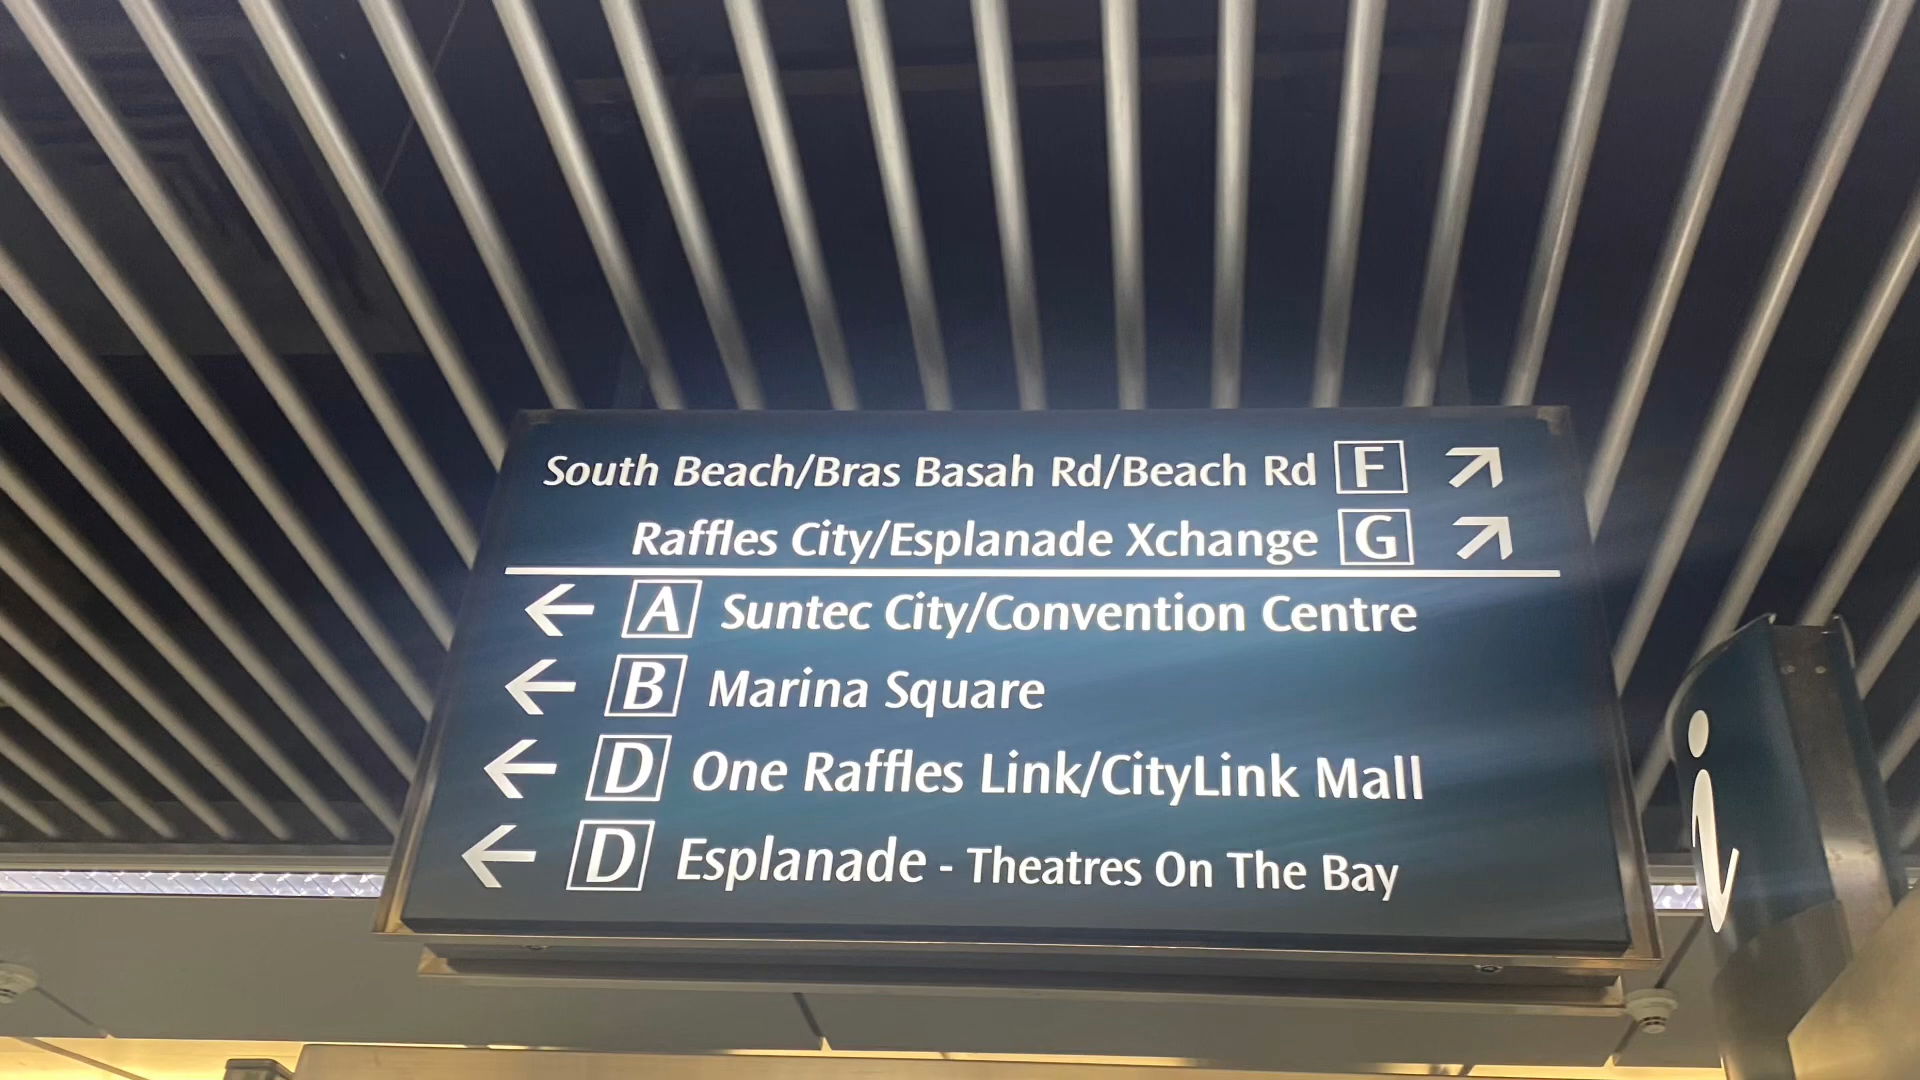 South Beach/Bras Basah Rd/Beach Rd F ↗
Raffles City/Esplanade Xchange G ↗
← A Suntec City/Convention Centre
← B Marina Square
← D One Raffles Link/CityLink Mall
← D Esplanade - Theatres On The Bay
i